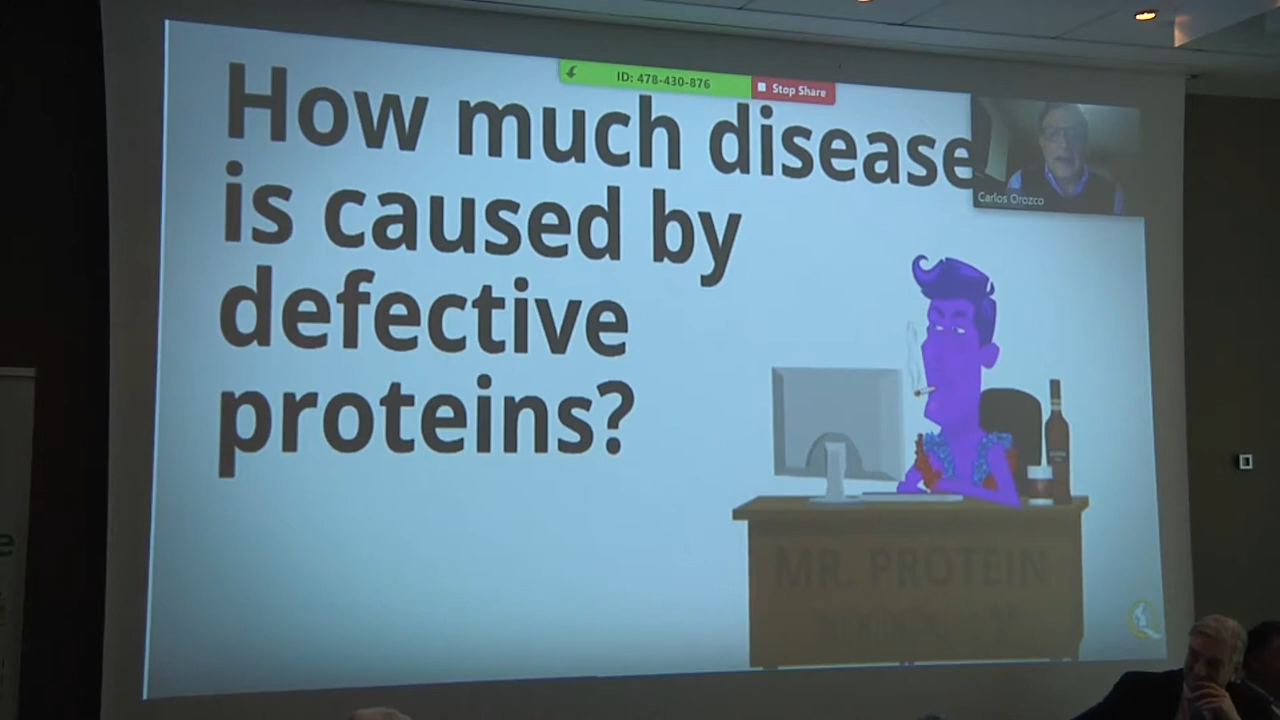 ID: 478-430-876
Stop Share
How much disease
is caused by
defective
proteins?
Carlos Orozco
MR. PROTEIN
e